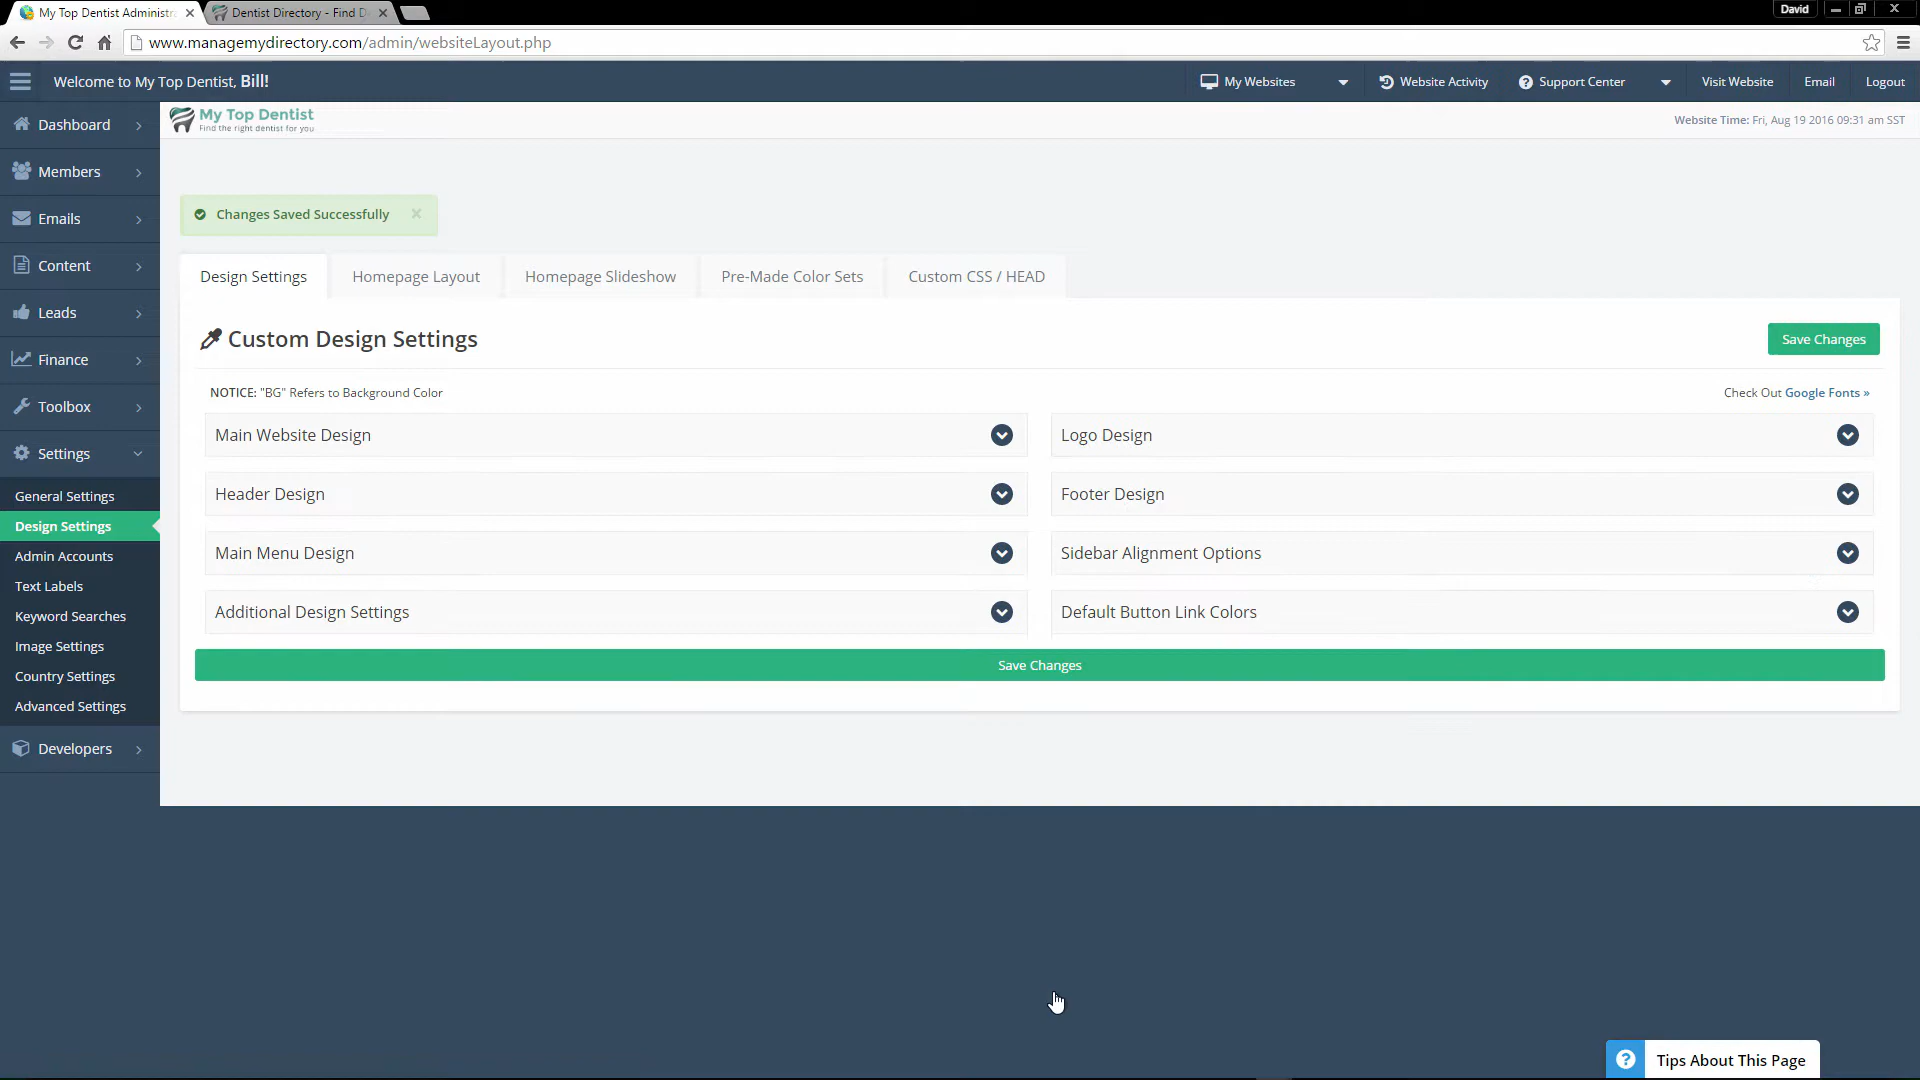 My Top Dentist Administr
Dentist Directory - Find D
David
www.managemydirectory.com/admin/websiteLayout.php
Welcome to My Top Dentist, Bill!
My Websites
Website Activity
Support Center
Visit Website
Email
Logout
My Top Dentist
Find the right dentist for you
Website Time: Fri, Aug 19 2016 09:31 am SST
Dashboard
Members
Emails
Content
Leads
Finance
Toolbox
Settings
General Settings
Design Settings
Admin Accounts
Text Labels
Keyword Searches
Image Settings
Country Settings
Advanced Settings
Developers
Changes Saved Successfully
Design Settings
Homepage Layout
Homepage Slideshow
Pre-Made Color Sets
Custom CSS / HEAD
Custom Design Settings
Save Changes
NOTICE: "BG" Refers to Background Color
Check Out Google Fonts »
Main Website Design
Logo Design
Header Design
Footer Design
Main Menu Design
Sidebar Alignment Options
Additional Design Settings
Default Button Link Colors
Save Changes
Tips About This Page